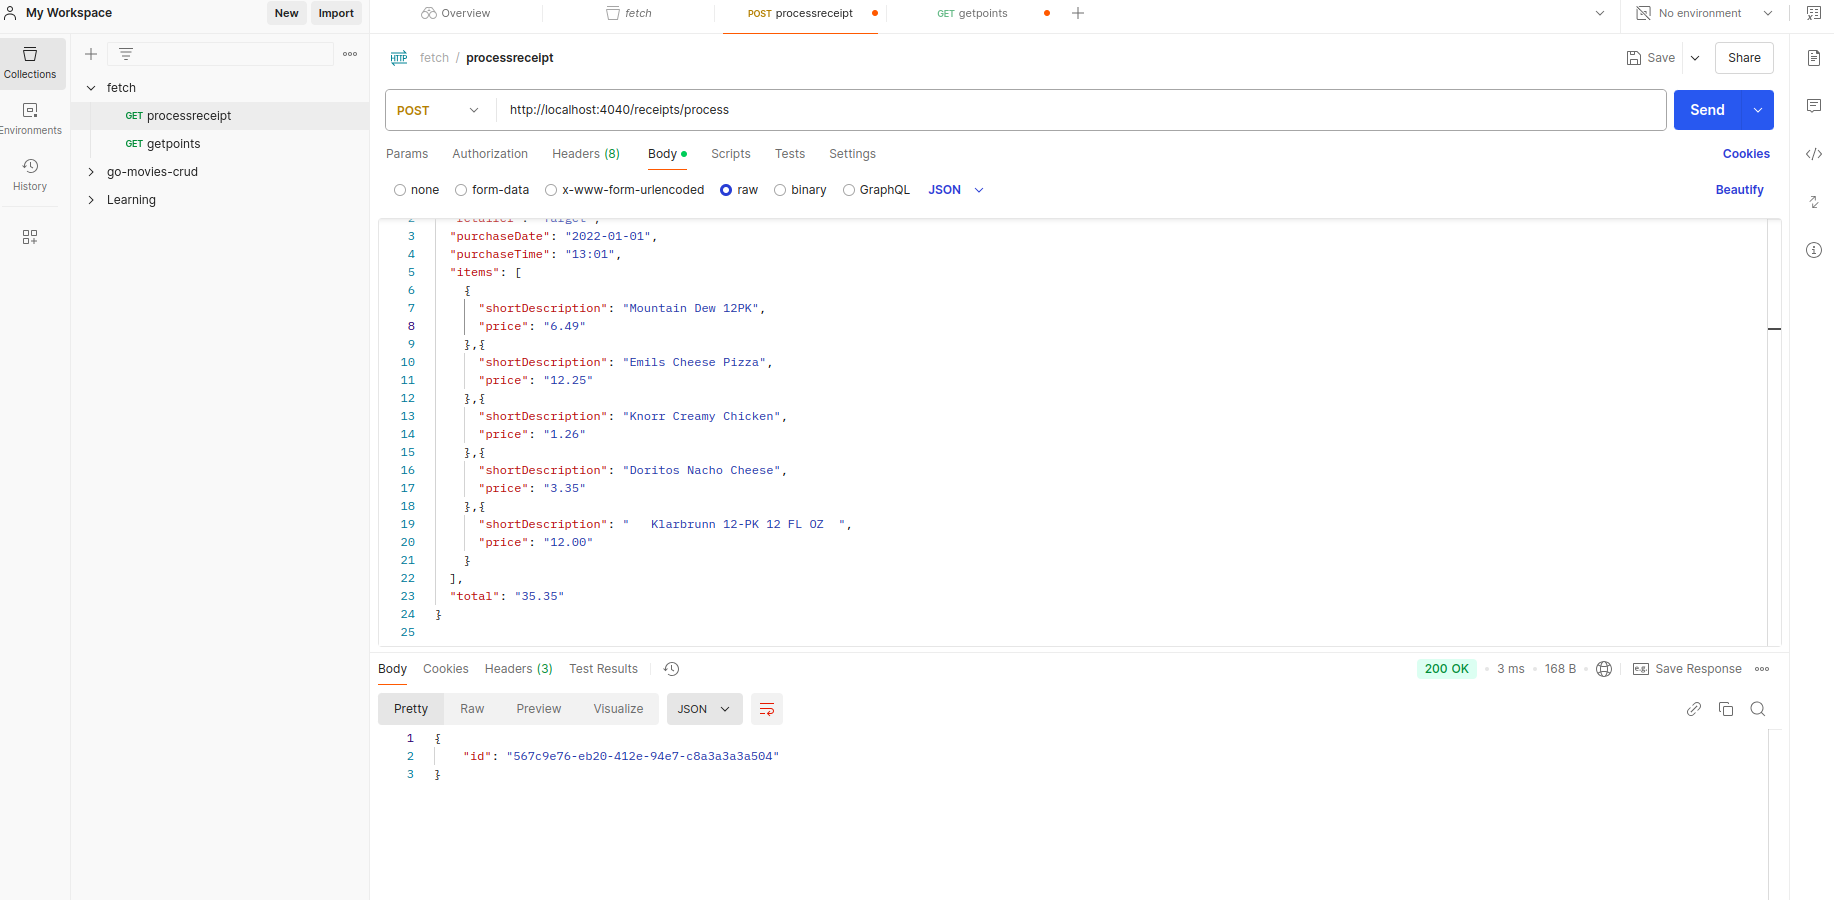 My Workspace
New
Import
Overview
fetch
POST processreceipt
GET getpoints
No environment
Collections
Environments
History
fetch
GET processreceipt
GET getpoints
go-movies-crud
Learning
HTTP fetch / processreceipt
Save
Share
POST
http://localhost:4040/receipts/process
Send
Params
Authorization
Headers (8)
Body
Scripts
Tests
Settings
Cookies
none
form-data
x-www-form-urlencoded
raw
binary
GraphQL
JSON
Beautify
2 "retailer": "Target",
3 "purchaseDate": "2022-01-01",
4 "purchaseTime": "13:01",
5 "items": [
6 {
7 "shortDescription": "Mountain Dew 12PK",
8 "price": "6.49"
9 },{
10 "shortDescription": "Emils Cheese Pizza",
11 "price": "12.25"
12 },{
13 "shortDescription": "Knorr Creamy Chicken",
14 "price": "1.26"
15 },{
16 "shortDescription": "Doritos Nacho Cheese",
17 "price": "3.35"
18 },{
19 "shortDescription": "   Klarbrunn 12-PK 12 FL OZ  ",
20 "price": "12.00"
21 }
22 ],
23 "total": "35.35"
24 }
25
Body
Cookies
Headers (3)
Test Results
200 OK
3 ms
168 B
e.g. Save Response
Pretty
Raw
Preview
Visualize
JSON
1 {
2 "id": "567c9e76-eb20-412e-94e7-c8a3a3a3a504"
3 }